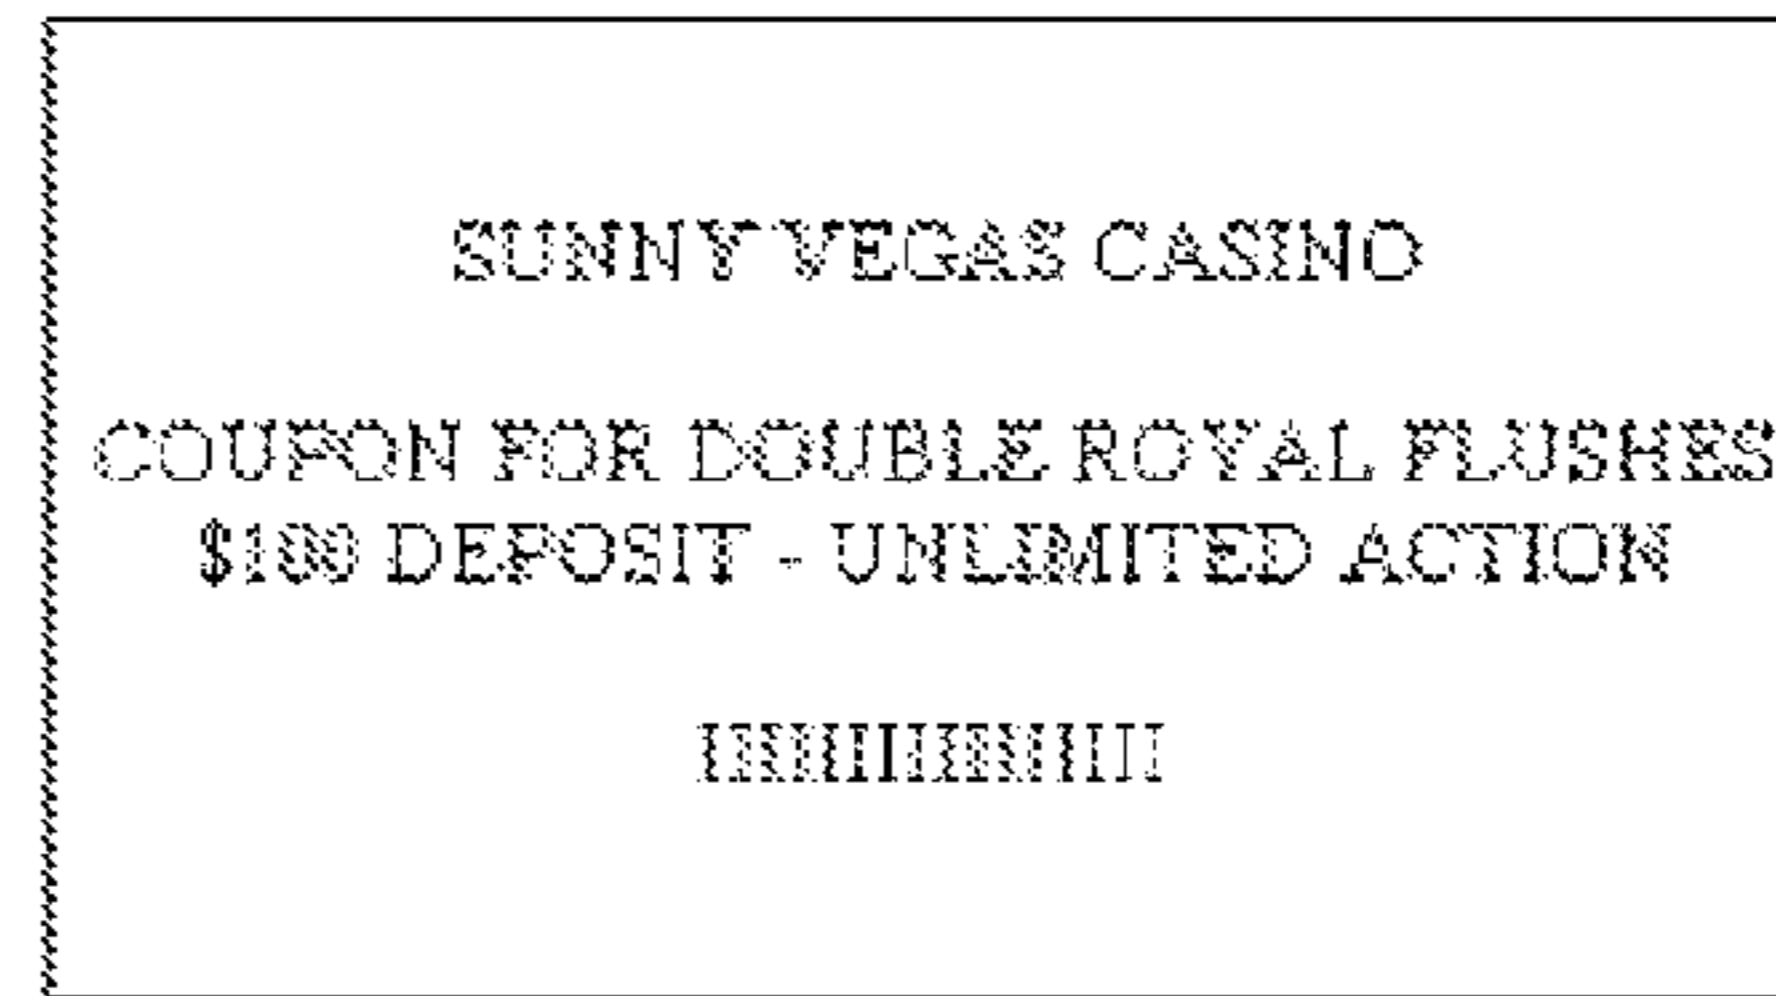 SUNNY VEGAS CASINO
COUPON FOR DOUBLE ROYAL FLUSHES
$100 DEPOSIT - UNLIMITED ACTION